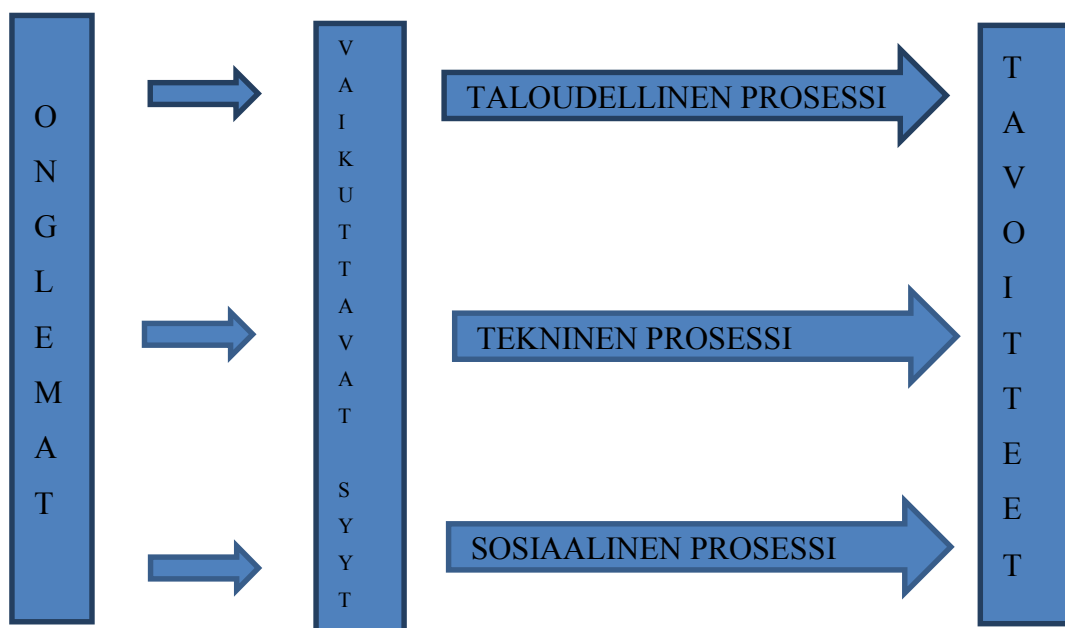 ONGLEMAT
VAIKUTTAVAT SYYT
TALOUDELLINEN PROSESSI
TEKNINEN PROSESSI
SOSIAALINEN PROSESSI
TAVOITTEET